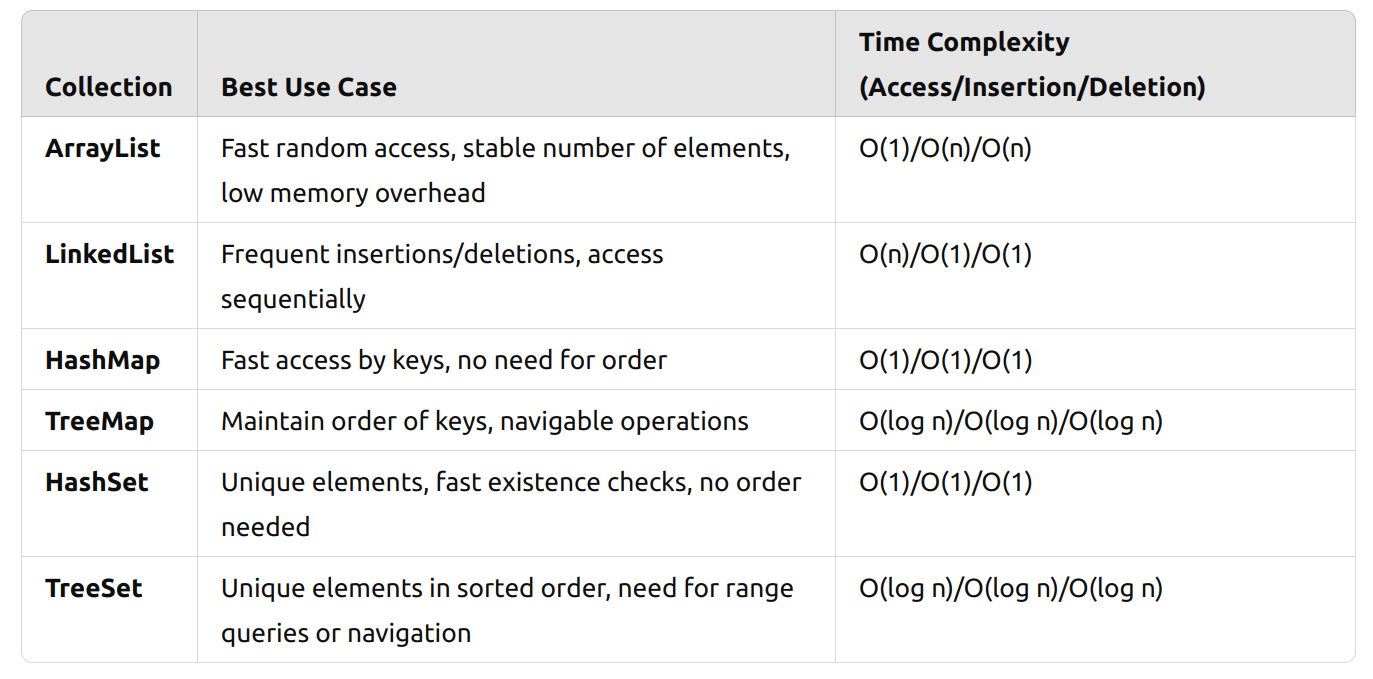 Collection
Best Use Case
Time Complexity
(Access/Insertion/Deletion)
ArrayList
Fast random access, stable number of elements,
low memory overhead
O(1)/O(n)/O(n)
LinkedList
Frequent insertions/deletions, access
sequentially
O(n)/O(1)/O(1)
HashMap
Fast access by keys, no need for order
O(1)/O(1)/O(1)
TreeMap
Maintain order of keys, navigable operations
O(log n)/O(log n)/O(log n)
HashSet
Unique elements, fast existence checks, no order
needed
O(1)/O(1)/O(1)
TreeSet
Unique elements in sorted order, need for range
queries or navigation
O(log n)/O(log n)/O(log n)